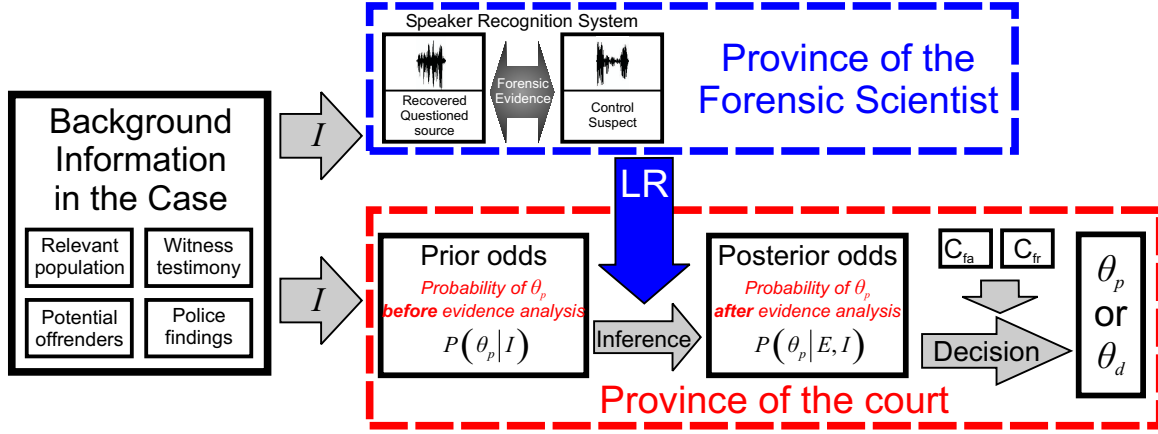 Background
Information
in the Case
Relevant
population
Witness
testimony
Potential
offrenders
Police
findings
I
I
Speaker Recognition System
Recovered
Questioned
source
Forensic
Evidence
Control
Suspect
Province of the
Forensic Scientist
LR
Prior odds
Probability of θp
before evidence analysis
P(θp|I)
Inference
Posterior odds
Probability of θp
after evidence analysis
P(θp|E,I)
Cfa
Cfr
Decision
θp
or
θd
Province of the court